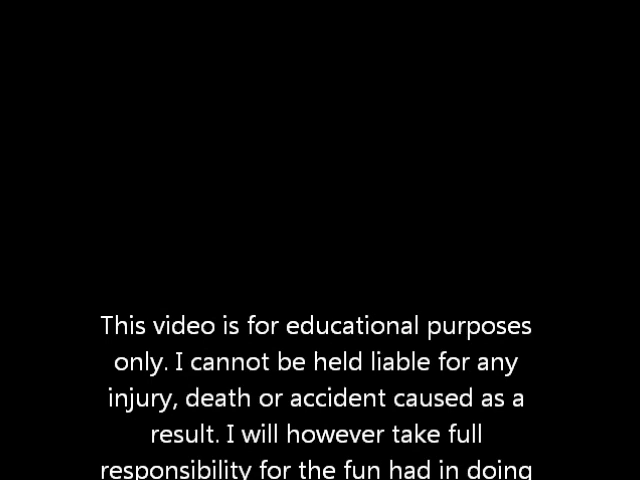 This video is for educational purposes
only. I cannot be held liable for any
injury, death or accident caused as a
result. I will however take full
responsibility for the fun had in doing